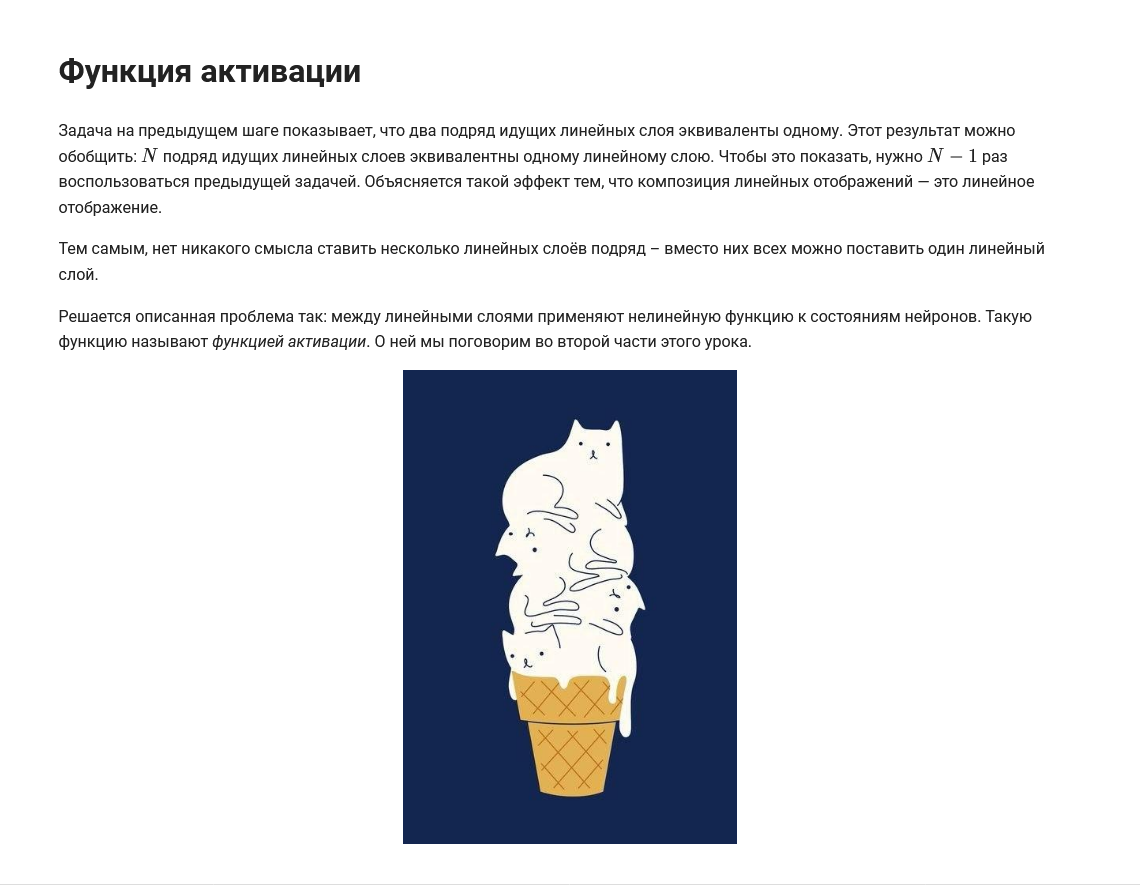 Функция активации
Задача на предыдущем шаге показывает, что два подряд идущих линейных слоя эквиваленты одному. Этот результат можно
обобщить: N подряд идущих линейных слоев эквивалентны одному линейному слою. Чтобы это показать, нужно N − 1 раз
воспользоваться предыдущей задачей. Объясняется такой эффект тем, что композиция линейных отображений — это линейное
отображение.
Тем самым, нет никакого смысла ставить несколько линейных слоёв подряд – вместо них всех можно поставить один линейный
слой.
Решается описанная проблема так: между линейными слоями применяют нелинейную функцию к состояниям нейронов. Такую
функцию называют функцией активации. О ней мы поговорим во второй части этого урока.